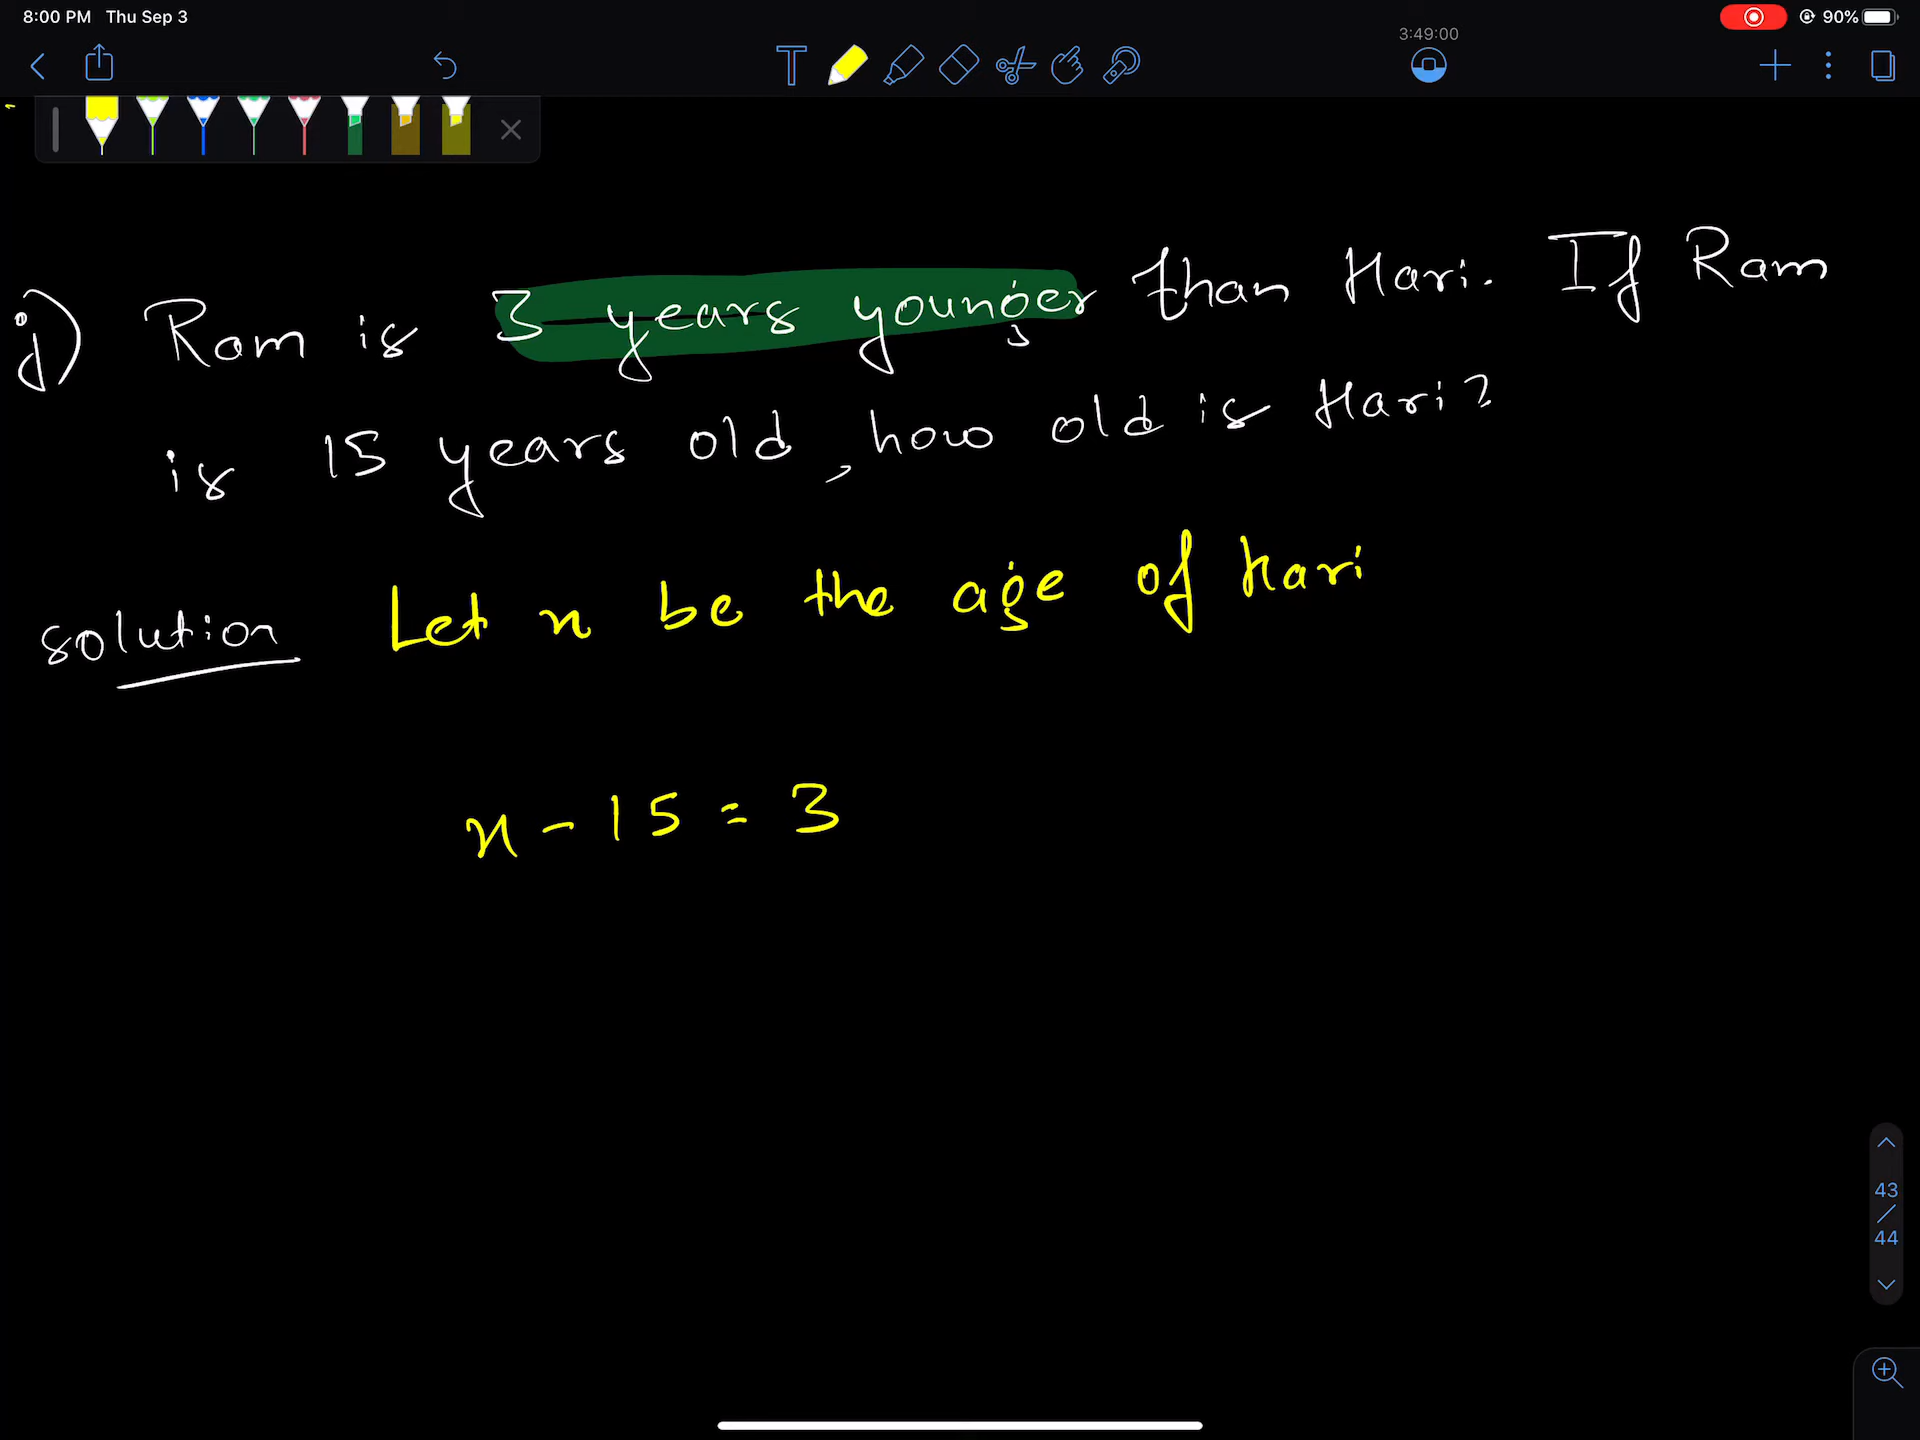 8:00 PM Thu Sep 3
90%
3:49:00
j) Ram is 3 years younger than Hari. If Ram
is 15 years old, how old is Hari?
solution Let x be the age of Hari
x - 15 = 3
43
/
44